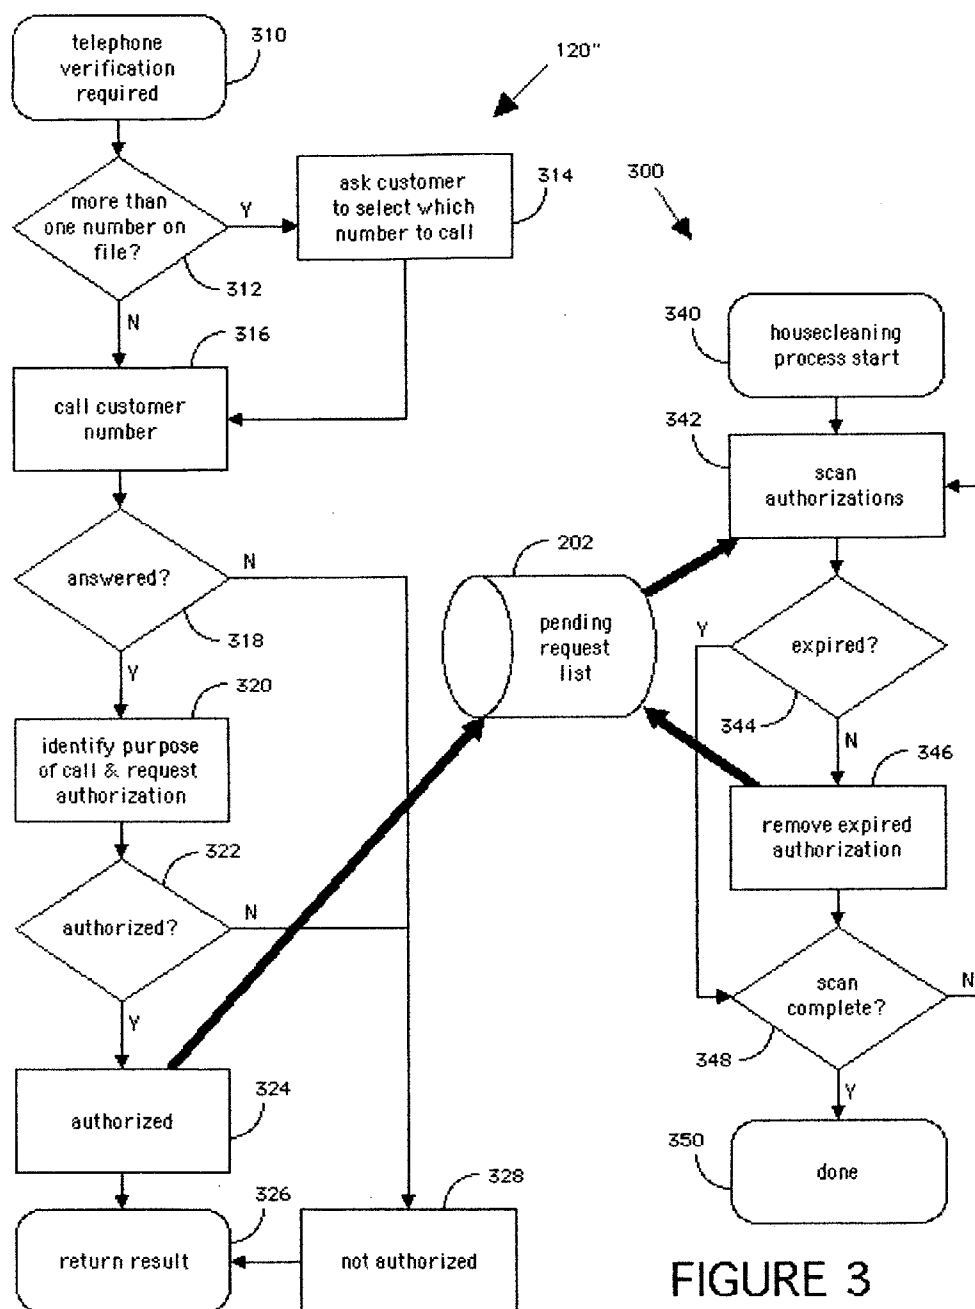 telephone
verification
required
310
120"
more than
one number on
file?
Y
312
N
ask customer
to select which
number to call
314
300
316
call customer
number
340
housecleaning
process start
342
scan
authorizations
answered?
N
318
Y
202
pending
request
list
Y
expired?
344
N
320
identify purpose
of call & request
authorization
346
remove expired
authorization
322
authorized?
N
Y
scan
complete?
N
348
Y
324
authorized
350
done
326
return result
328
not authorized
FIGURE 3